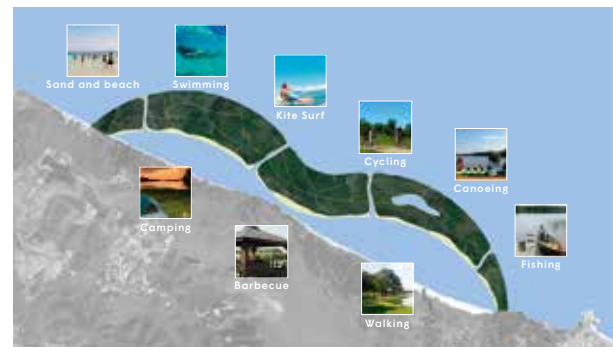 Sand and beach
Swimming
Kite Surf
Cycling
Canoeing
Camping
Barbecue
Fishing
Walking